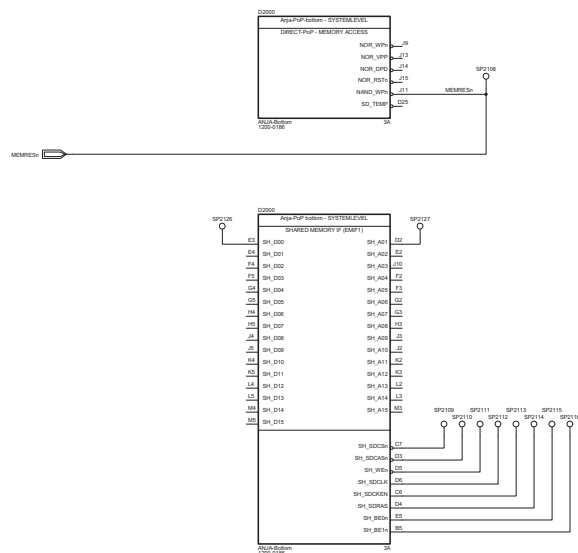 D2000
Anja-PoP-bottom - SYSTEMLEVEL
DIRECT-PoP - MEMORY ACCESS
NOR_WPn J9
NOR_VPP J13
NOR_DPD J14
NOR_RSTn J15
NAND_WPn J11 MEMRESn
SD_TEMP D25
SP2108
ANJA-Bottom 3A
1200-0186
MEMRESn
D2000
Anja-PoP bottom - SYSTEMLEVEL
SP2126 SP2127
SHARED MEMORY IF (EMIF1)
E3 SH_D00 SH_A01 D2
E4 SH_D01 SH_A02 E2
F4 SH_D02 SH_A03 J10
F5 SH_D03 SH_A04 F2
G4 SH_D04 SH_A05 F3
G5 SH_D05 SH_A06 G2
H4 SH_D06 SH_A07 G3
H5 SH_D07 SH_A08 H3
J4 SH_D08 SH_A09 J3
J5 SH_D09 SH_A10 J2
K4 SH_D10 SH_A11 K2
K5 SH_D11 SH_A12 K3
L4 SH_D12 SH_A13 L2
L5 SH_D13 SH_A14 L3
M4 SH_D14 SH_A15 M3
M5 SH_D15
SP2109 SP2111 SP2113 SP2115
SP2110 SP2112 SP2114 SP2116
SH_SDCSn C7
SH_SDCASn D3
SH_WEn D5
SH_SDCLK D6
SH_SDCKEN C6
SH_SDRAS D4
SH_BE0n E5
SH_BE1n B5
ANJA-Bottom 3A
1200-0186